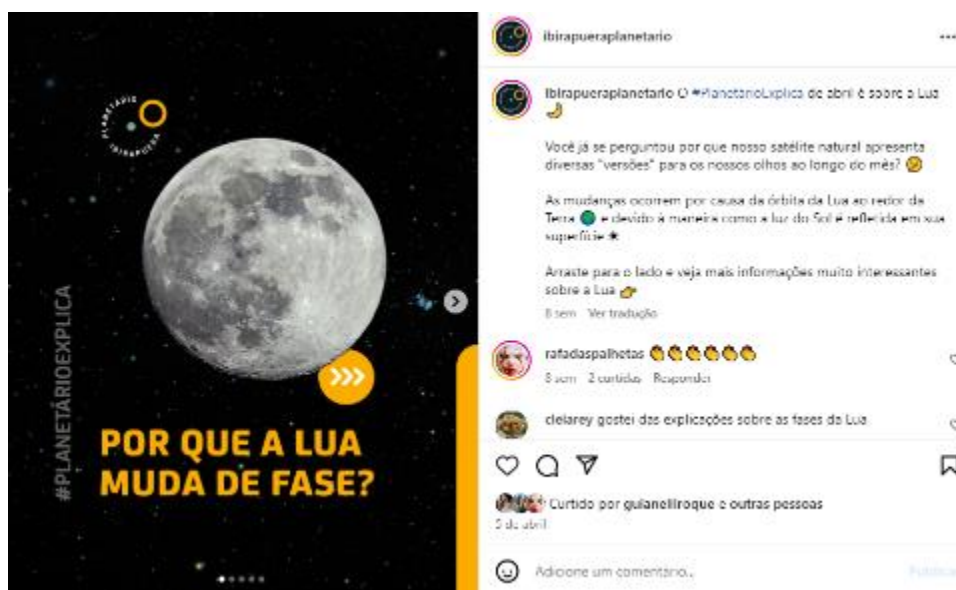 PLANETÁRIO
IBIRAPUERA
#PLANETÁRIOEXPLICA
POR QUE A LUA
MUDA DE FASE?
ibirapueraplanetario
ibirapueraplanetario O #PlanetárioExplica de abril é sobre a Lua
Você já se perguntou por que nosso satélite natural apresenta
diversas "versões" para os nossos olhos ao longo do mês?
As mudanças ocorrem por causa da órbita da Lua ao redor da
Terra e devido à maneira como a luz do Sol é refletida em sua
superfície
Arraste para o lado e veja mais informações muito interessantes
sobre a Lua
8 sem Ver tradução
rafadaspalhetas
8 sem 2 curtidas Responder
clelarey gostei das explicações sobre as fases da Lua
Curtido por guianeliroque e outras pessoas
5 de abril
Adicione um comentário...
Publicar